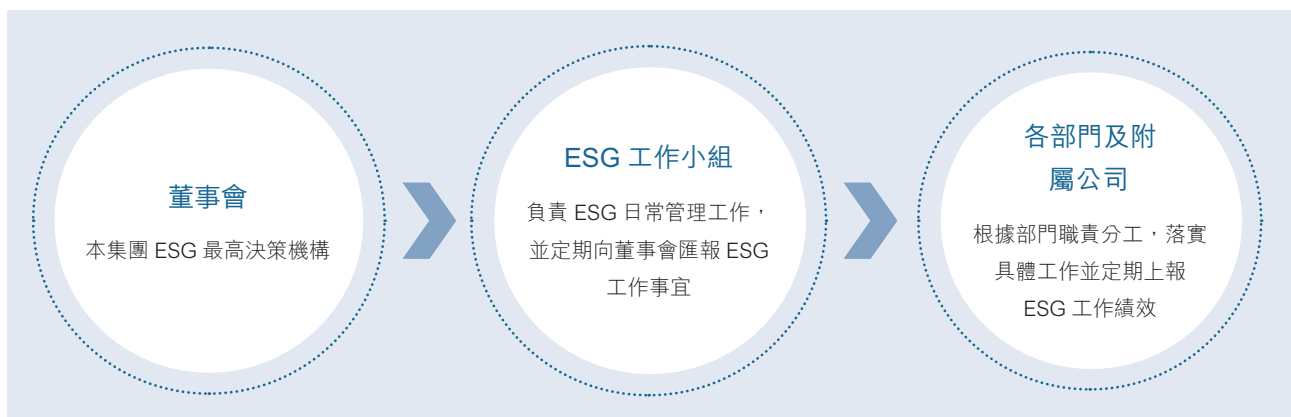 董事會
本集團 ESG 最高決策機構
ESG 工作小組
負責 ESG 日常管理工作，
並定期向董事會匯報 ESG
工作事宜
各部門及附
屬公司
根據部門職責分工，落實
具體工作並定期上報
ESG 工作績效